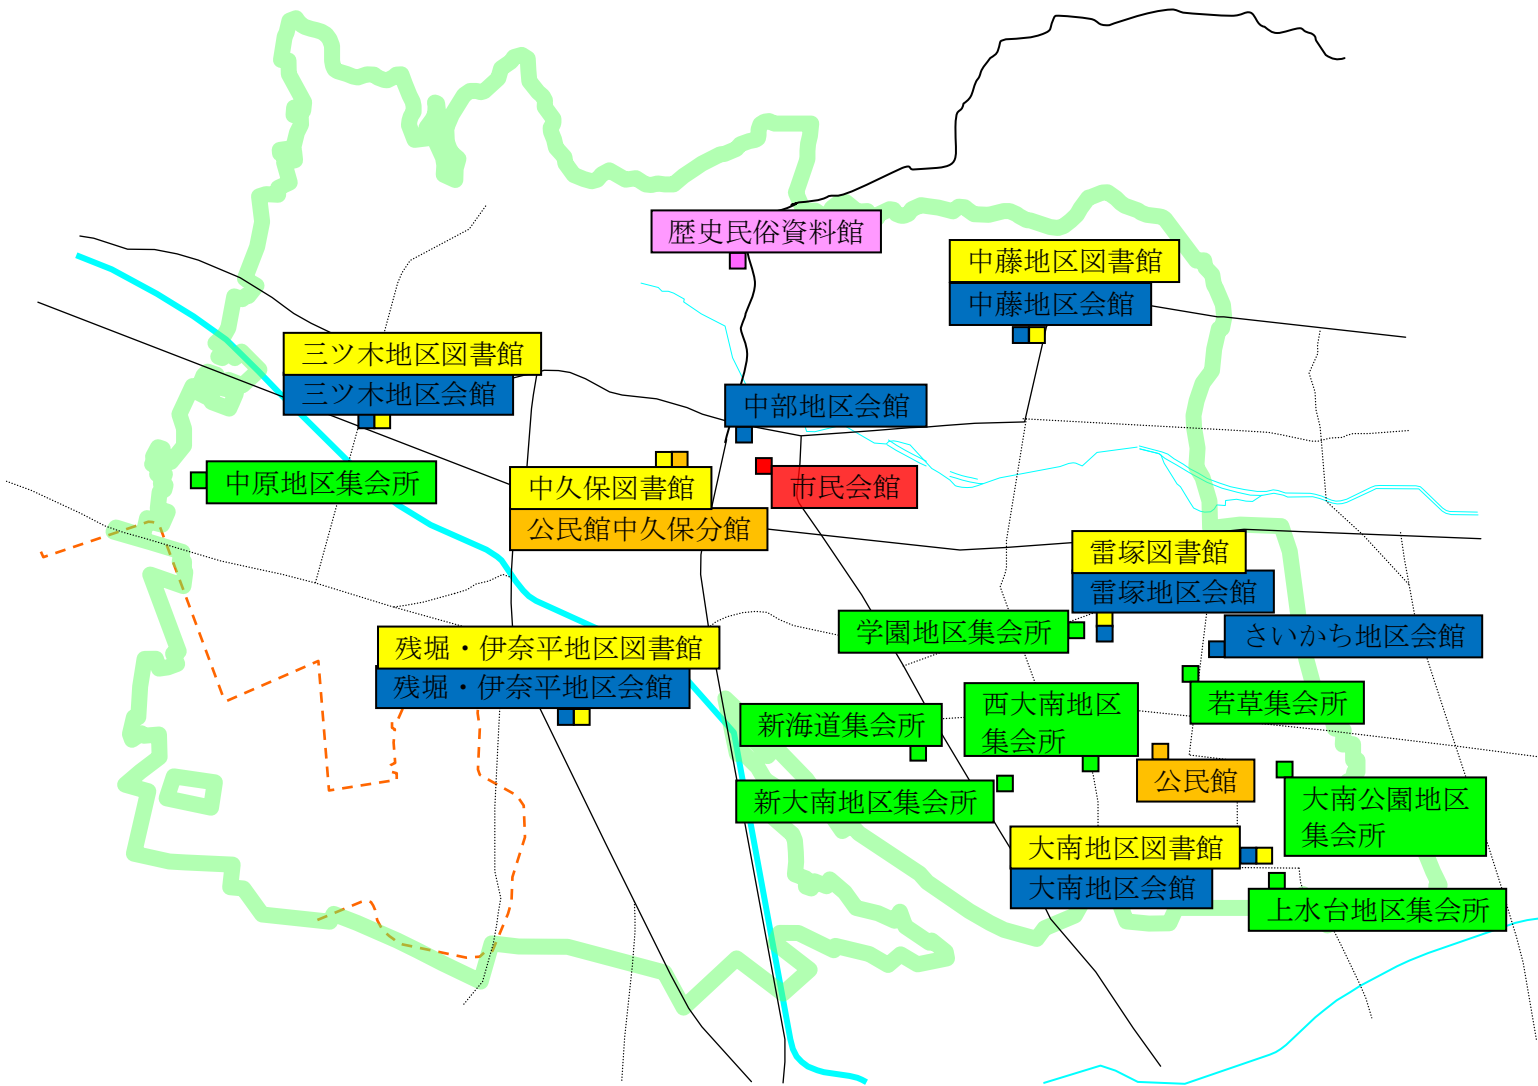 歴史民俗資料館
中藤地区図書館
中藤地区会館
三ツ木地区図書館
三ツ木地区会館
中部地区会館
中原地区集会所
中久保図書館
公民館中久保分館
市民会館
雷塚図書館
雷塚地区会館
学園地区集会所
さいかち地区会館
残堀・伊奈平地区図書館
残堀・伊奈平地区会館
新海道集会所
西大南地区
集会所
若草集会所
公民館
新大南地区集会所
大南公園地区
集会所
大南地区図書館
大南地区会館
上水台地区集会所